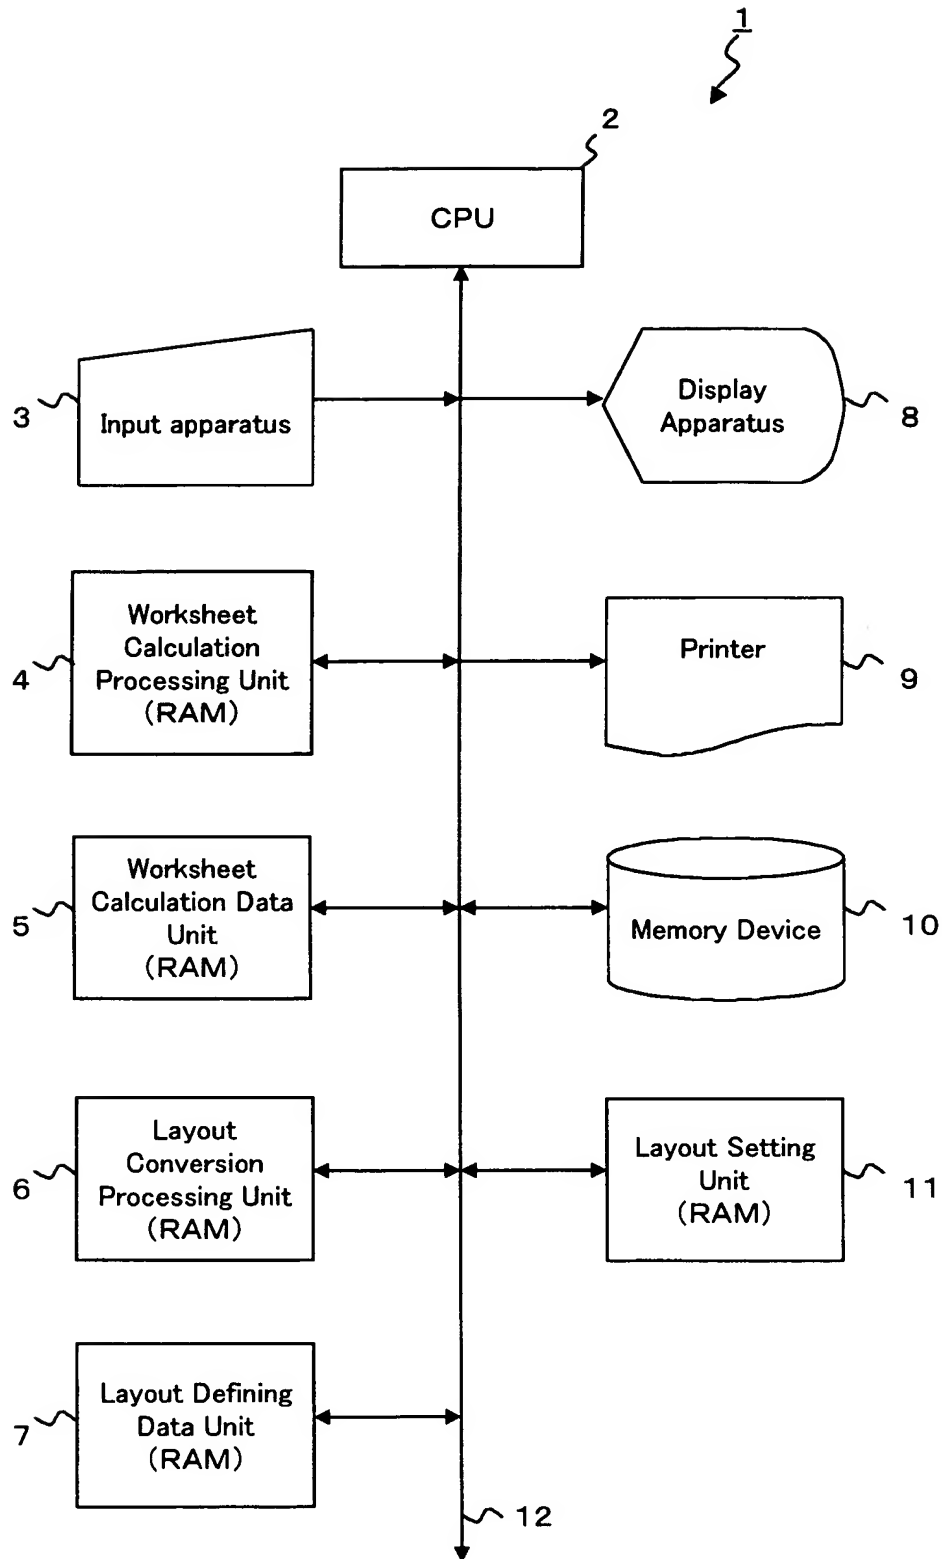 1
2
CPU
3
Input apparatus
Display
Apparatus
8
4
Worksheet
Calculation
Processing Unit
(RAM)
Printer
9
5
Worksheet
Calculation Data
Unit
(RAM)
Memory Device
10
6
Layout
Conversion
Processing Unit
(RAM)
Layout Setting
Unit
(RAM)
11
7
Layout Defining
Data Unit
(RAM)
12